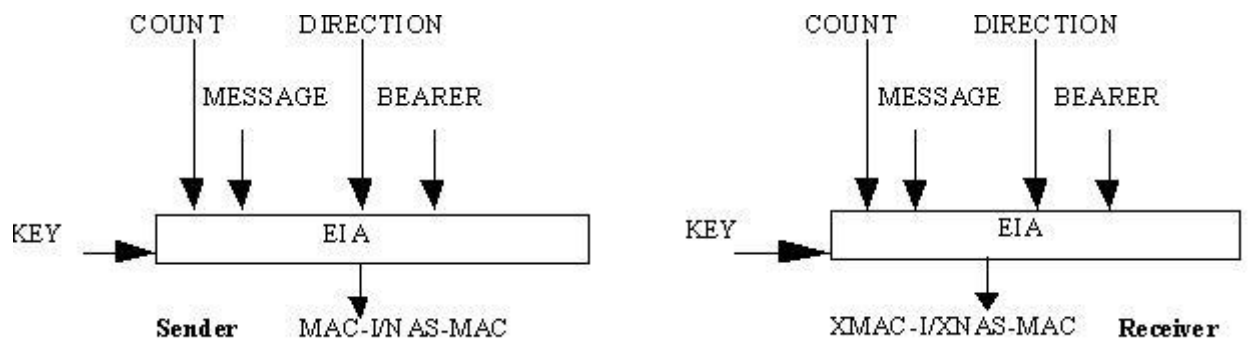 COUNT DIRECTION COUNT DIRECTION
MESSAGE BEARER MESSAGE BEARER
KEY EIA KEY EIA
Sender MAC-I/NAS-MAC XMAC-I/XNAS-MAC Receiver